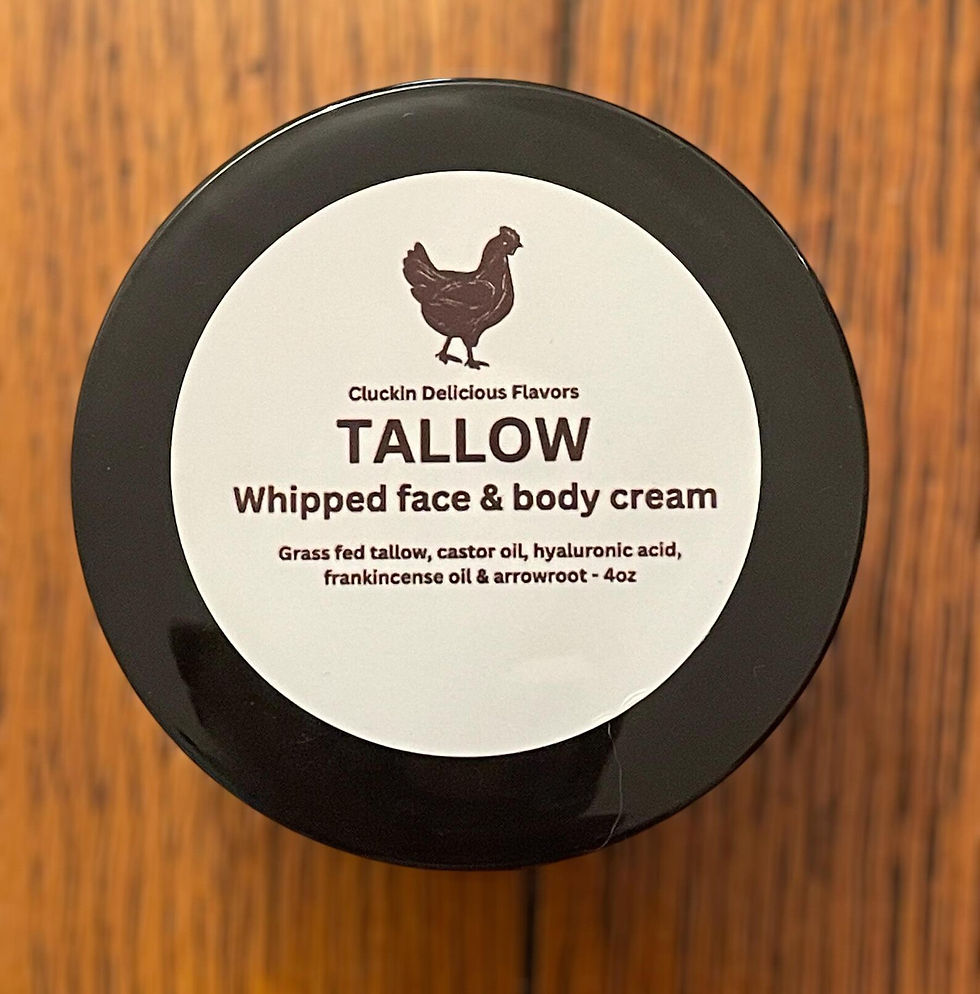 Cluckin Delicious Flavors
TALLOW
Whipped face & body cream
Grass fed tallow, castor oil, hyaluronic acid,
frankincense oil & arrowroot - 4oz